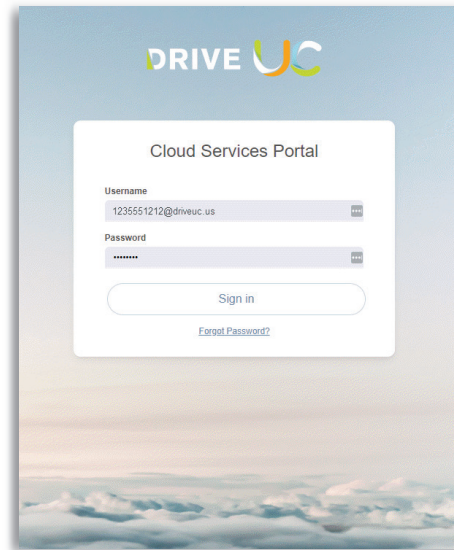 DRIVE UC
Cloud Services Portal
Username
1235551212@driveuc.us
Password
••••••••
Sign in
Forgot Password?